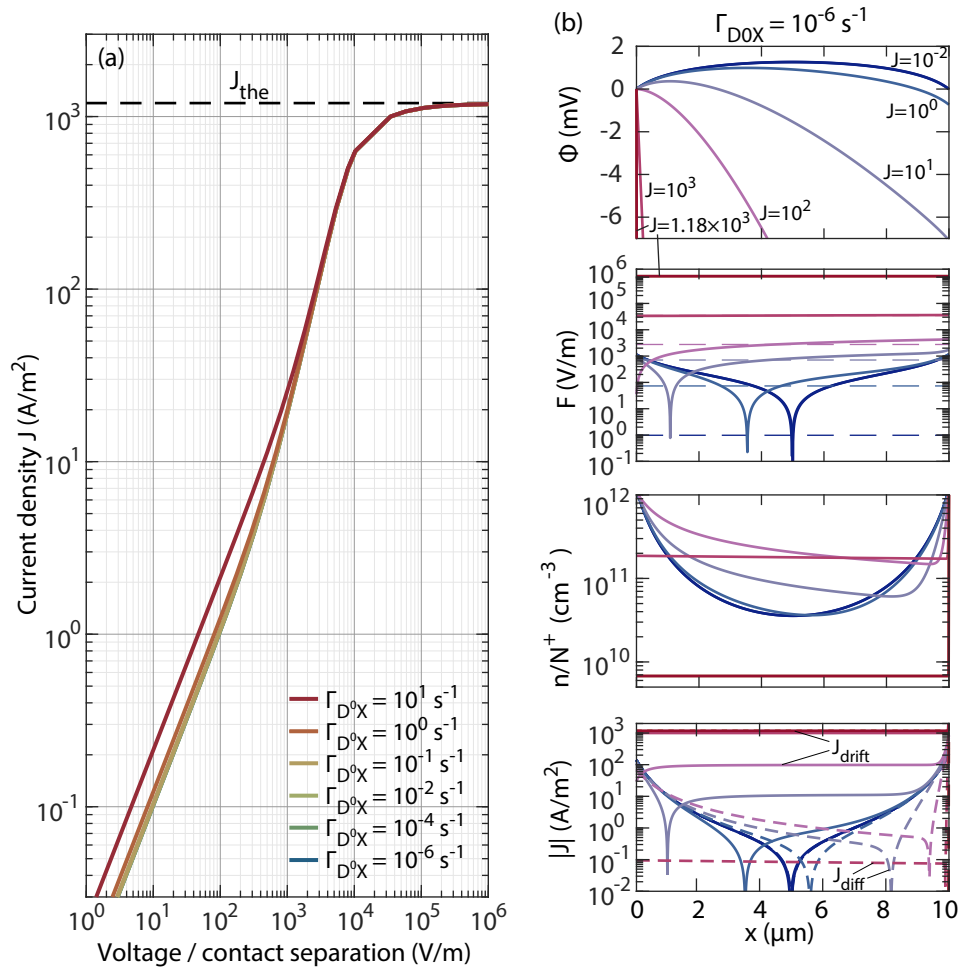 (a)
J_the
10³
10²
10¹
10⁰
10⁻¹
Current density J (A/m²)
Γ_D⁰X = 10¹ s⁻¹
Γ_D⁰X = 10⁰ s⁻¹
Γ_D⁰X = 10⁻¹ s⁻¹
Γ_D⁰X = 10⁻² s⁻¹
Γ_D⁰X = 10⁻⁴ s⁻¹
Γ_D⁰X = 10⁻⁶ s⁻¹
10⁰ 10¹ 10² 10³ 10⁴ 10⁵ 10⁶
Voltage / contact separation (V/m)
(b)
Γ_D0X = 10⁻⁶ s⁻¹
2
0
-2
-4
-6
Φ (mV)
J=10⁻²
J=10⁰
J=10¹
J=10²
J=10³
J=1.18×10³
10⁶
10⁵
10⁴
10³
10²
10¹
10⁰
10⁻¹
F (V/m)
10¹²
10¹¹
10¹⁰
n/N⁺ (cm⁻³)
10³
10²
10¹
10⁰
10⁻¹
10⁻²
|J| (A/m²)
J_drift
J_diff
0 2 4 6 8 10
x (μm)